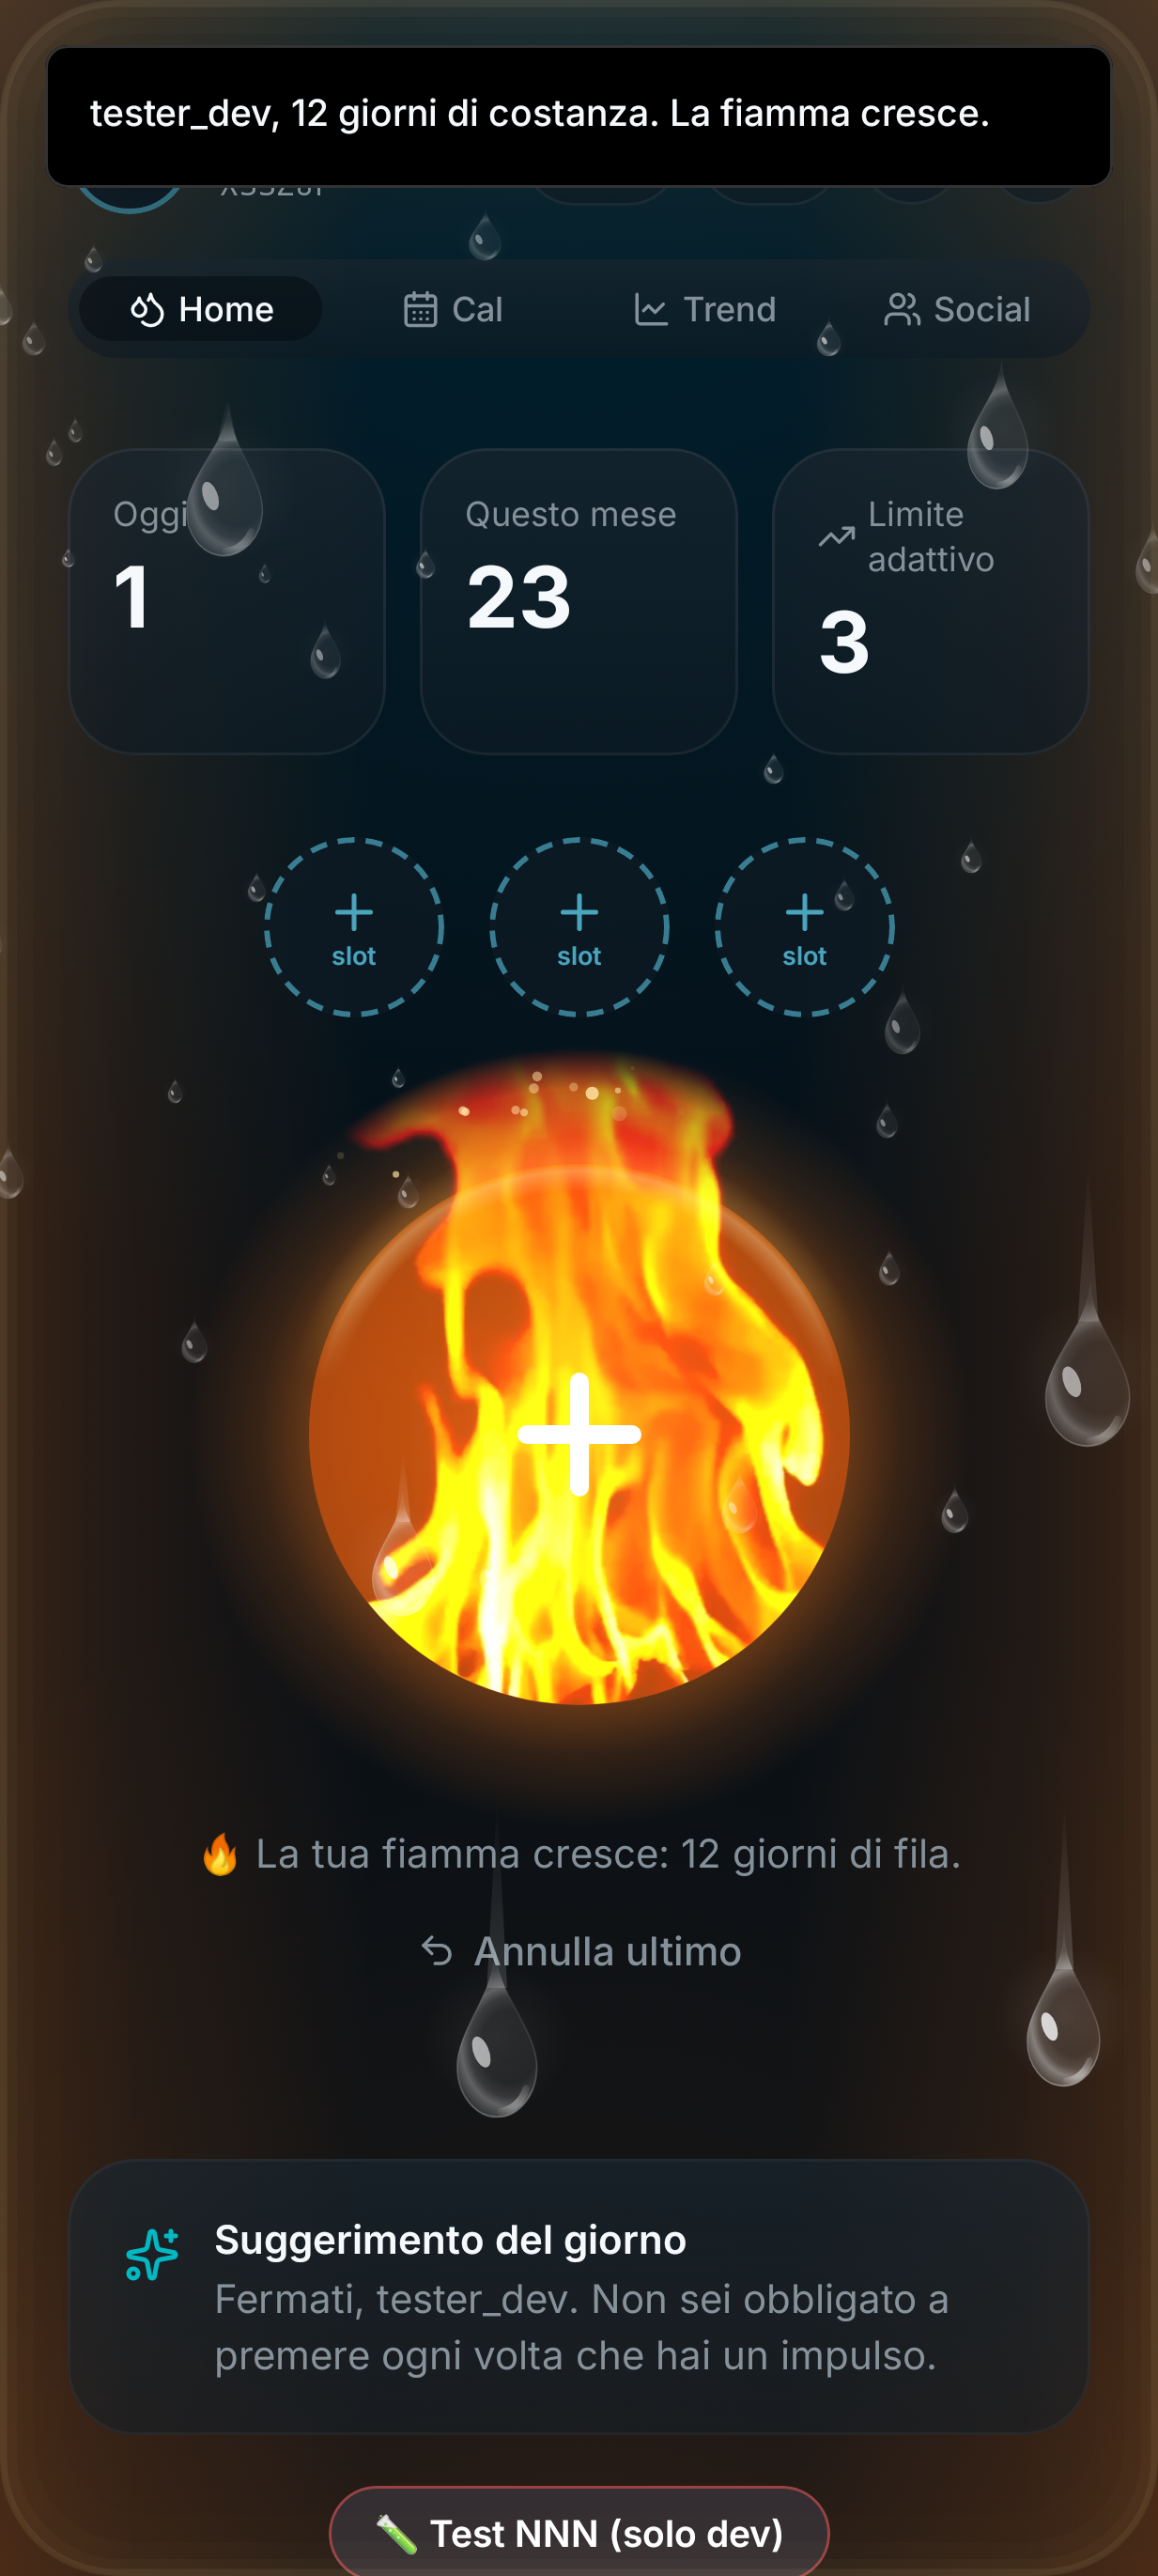 tester_dev, 12 giorni di costanza. La fiamma cresce.
Home
Cal
Trend
Social
Oggi
1
Questo mese
23
Limite
adattivo
3
slot
slot
slot
🔥 La tua fiamma cresce: 12 giorni di fila.
Annulla ultimo
Suggerimento del giorno
Fermati, tester_dev. Non sei obbligato a
premere ogni volta che hai un impulso.
Test NNN (solo dev)